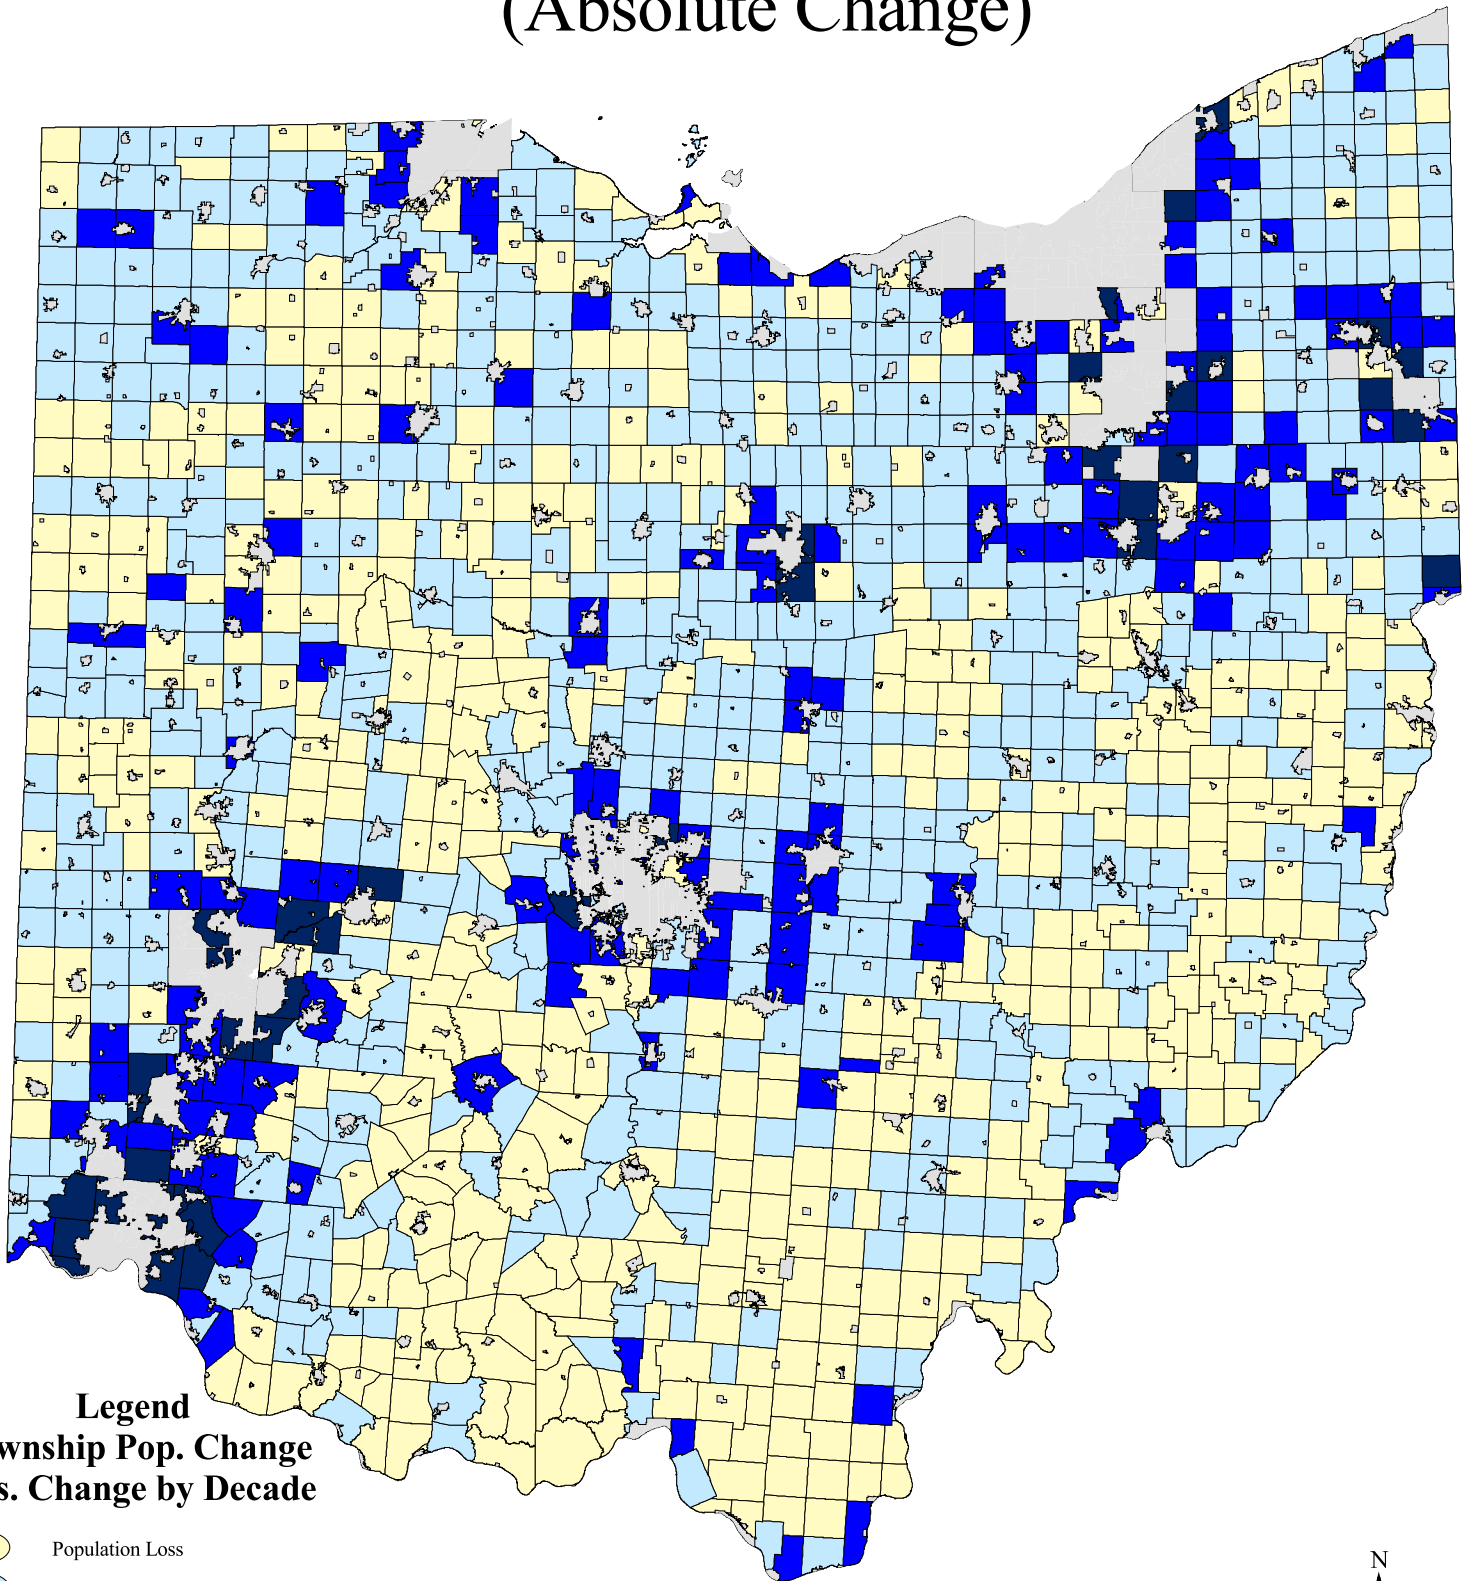 (Absolute Change)
Legend
wnship Pop. Change
s. Change by Decade
Population Loss
N